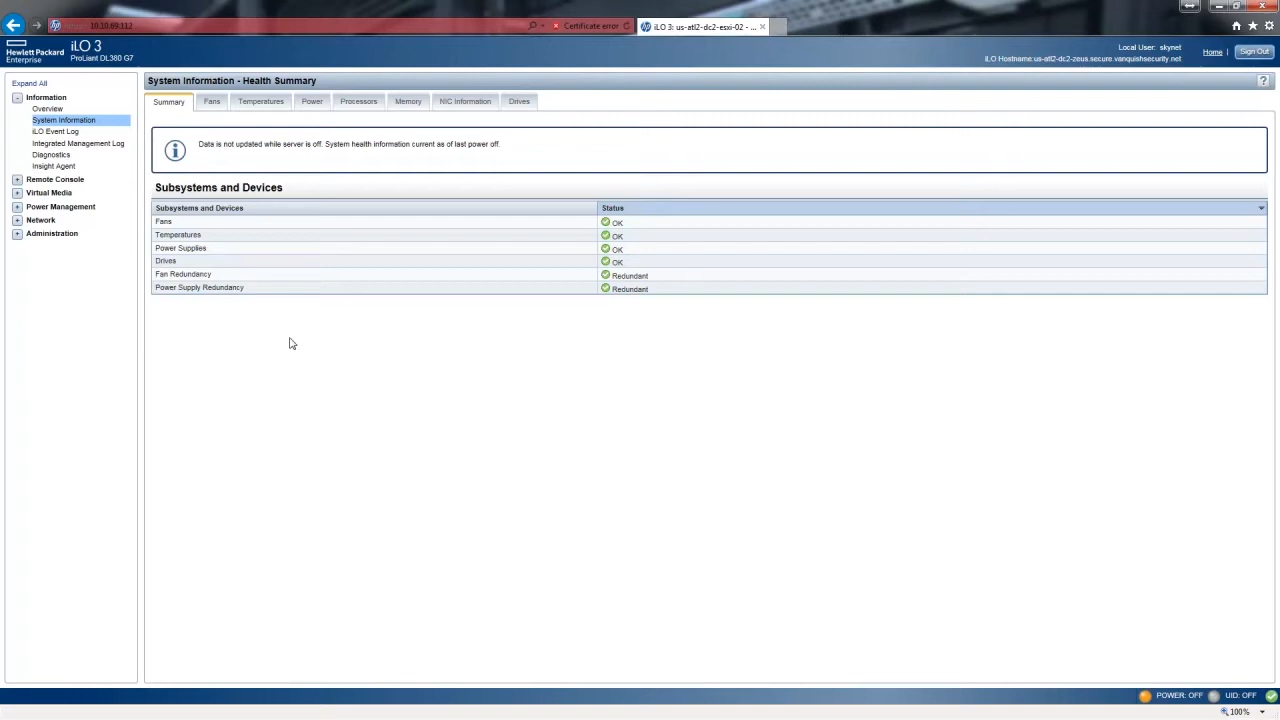 10.10.69.112
Certificate error
iLO 3: us-atl2-dc2-esxi-02 - ...
Hewlett Packard
Enterprise
iLO 3
ProLiant DL380 G7
Local User: skynet
iLO Hostname:us-atl2-dc2-zeus.secure.vanquishsecurity.net
Home
Sign Out
Expand All
Information
Overview
System Information
iLO Event Log
Integrated Management Log
Diagnostics
Insight Agent
Remote Console
Virtual Media
Power Management
Network
Administration
System Information - Health Summary
?
Summary
Fans
Temperatures
Power
Processors
Memory
NIC Information
Drives
Data is not updated while server is off. System health information current as of last power off.
Subsystems and Devices
Subsystems and Devices Status
Fans OK
Temperatures OK
Power Supplies OK
Drives OK
Fan Redundancy Redundant
Power Supply Redundancy Redundant
POWER: OFF UID: OFF
100%